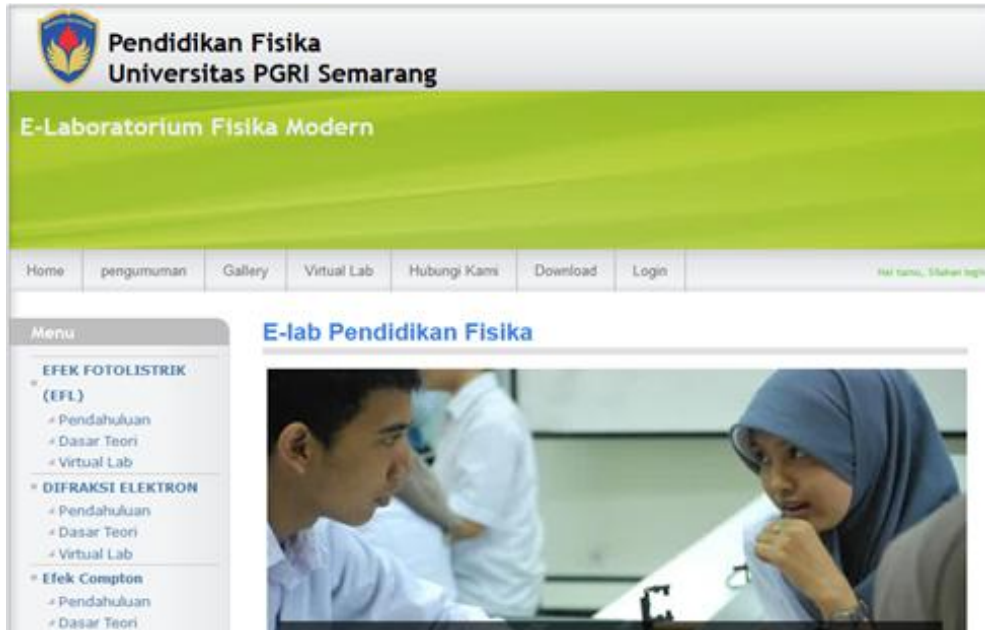 Pendidikan Fisika
Universitas PGRI Semarang
E-Laboratorium Fisika Modern
Home pengumuman Gallery Virtual Lab Hubungi Kami Download Login
Menu
EFEK FOTOLISTRIK
(EFL)
Pendahuluan
Dasar Teori
Virtual Lab
DIFRAKSI ELEKTRON
Pendahuluan
Dasar Teori
Virtual Lab
Efek Compton
Pendahuluan
Dasar Teori
E-lab Pendidikan Fisika